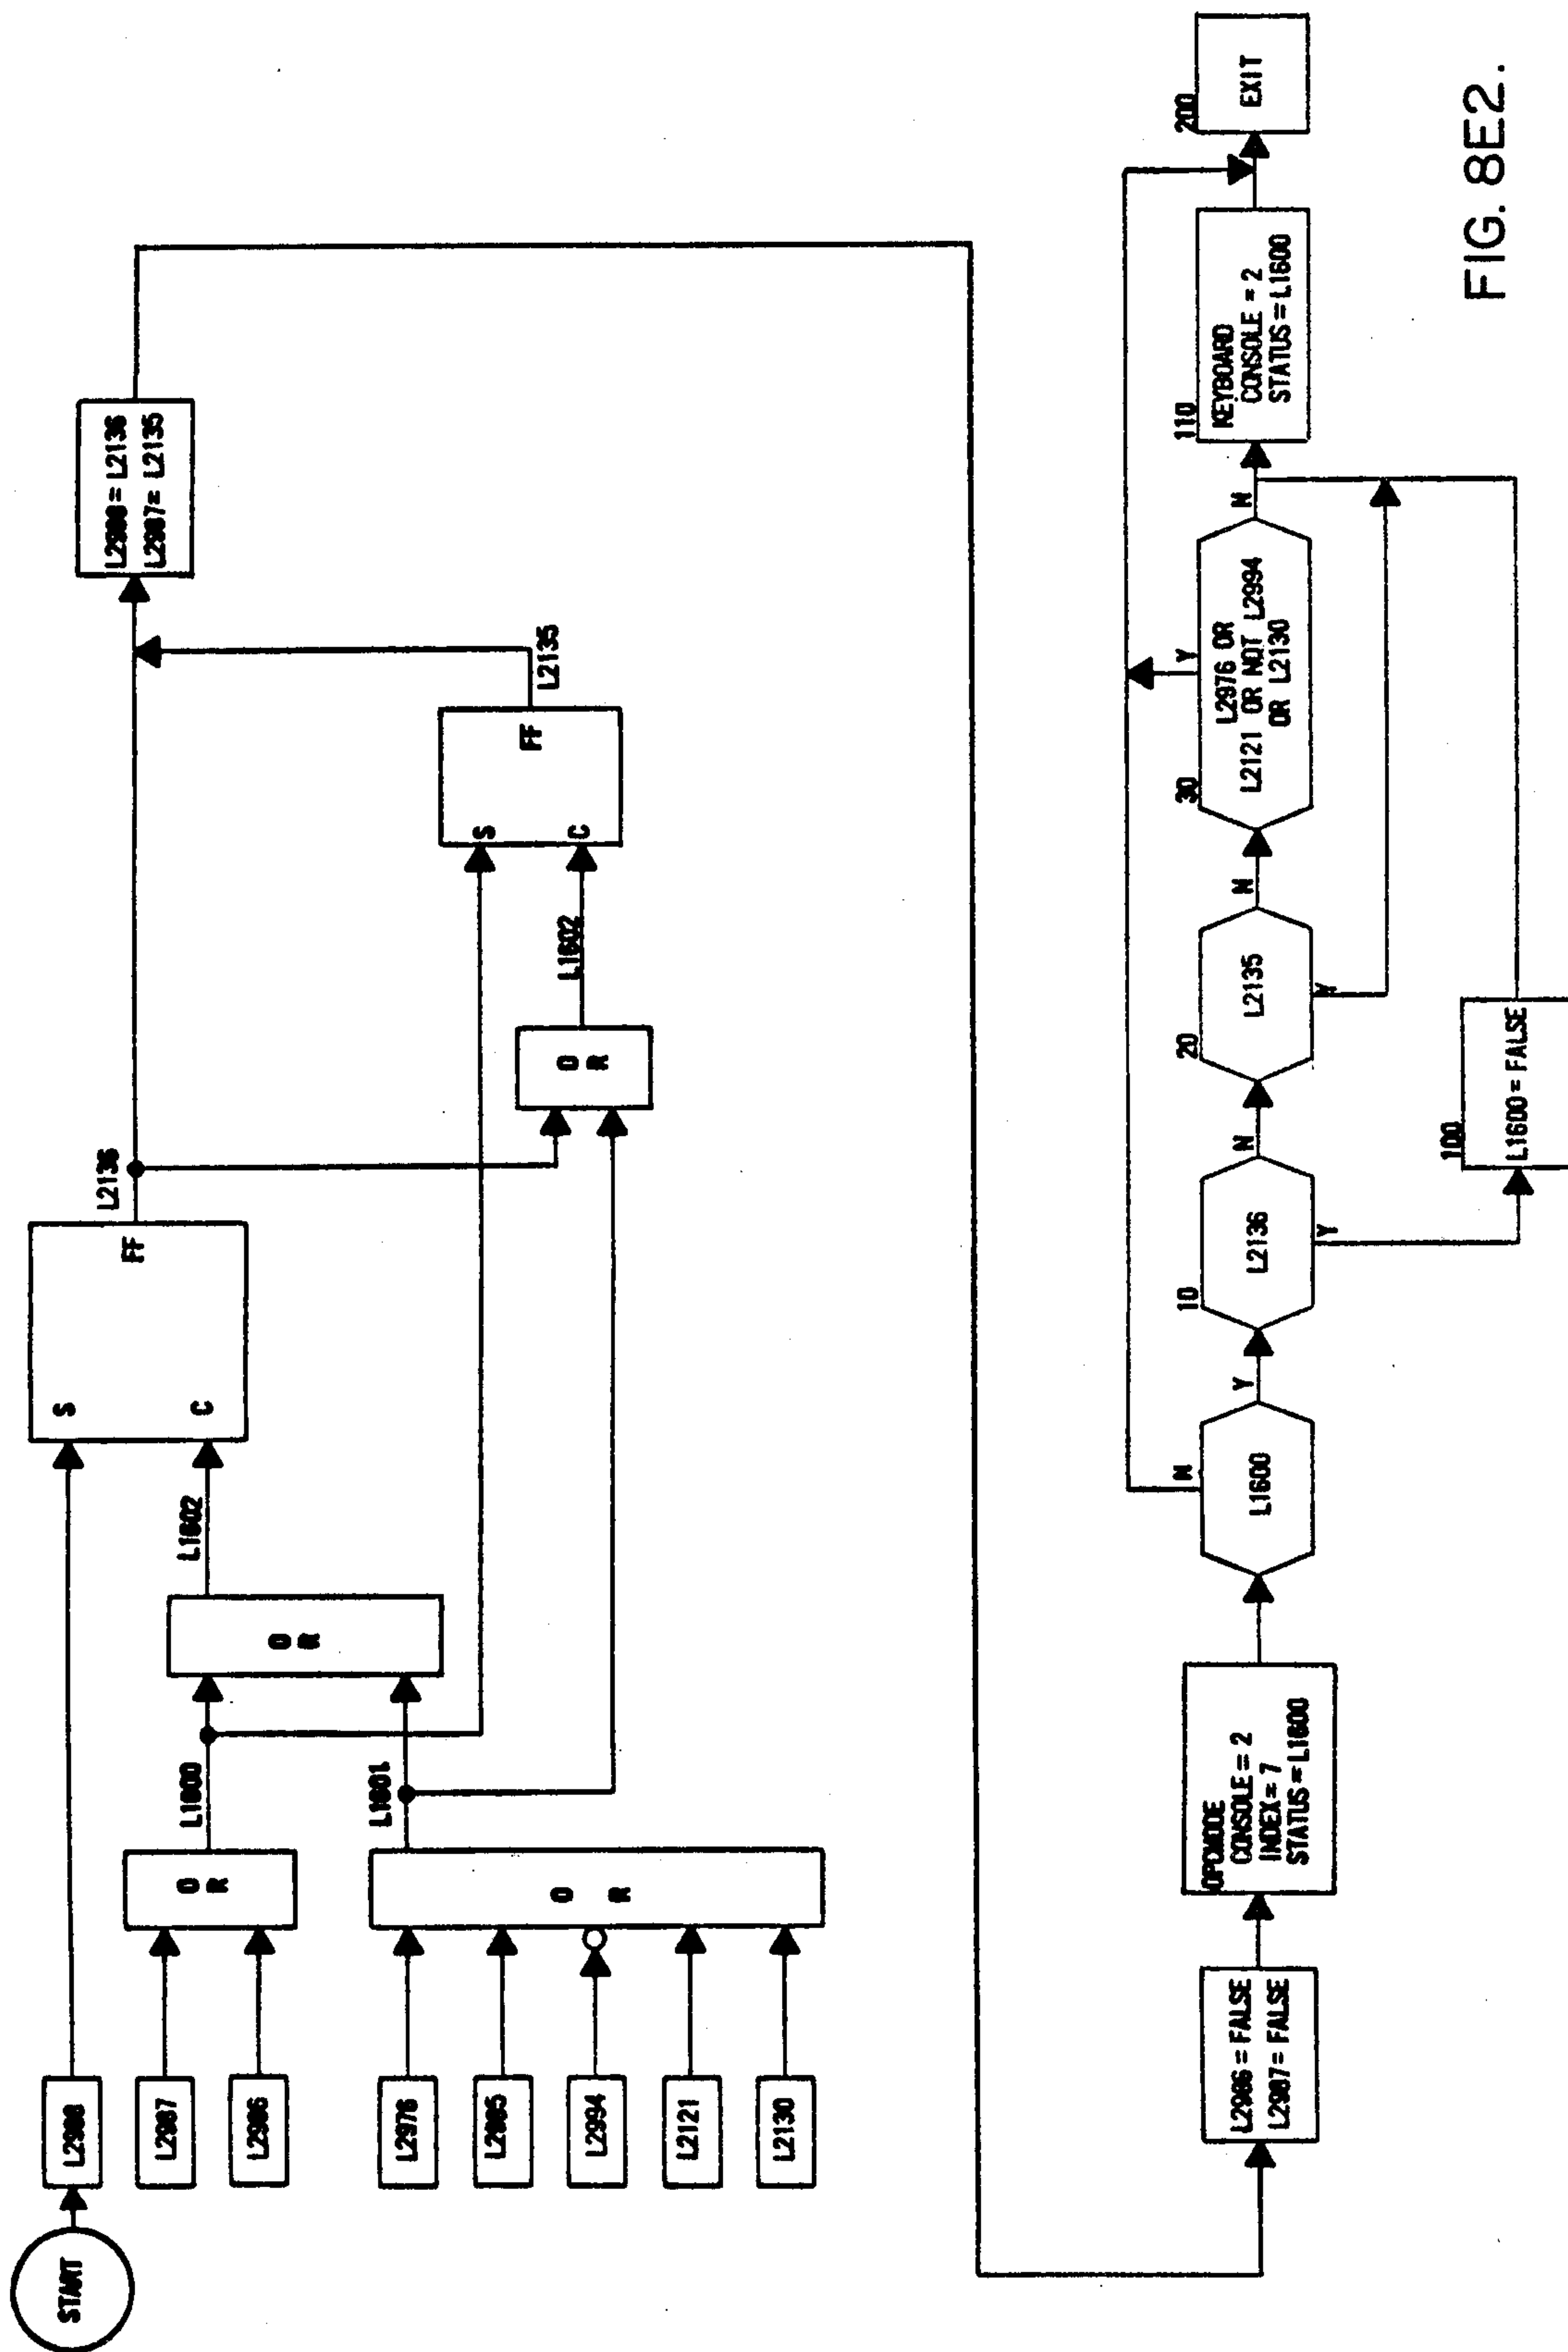 START
L2988
L2987
L2986
L2976
L2985
L2994
L2121
L2130
OR
OR
L1600
L1601
OR
L1602
S
C
FF
L2136
OR
L1602
S
C
FF
L2135
L2988 = L2136
L2987 = L2135
L2986 = FALSE
L2987 = FALSE
OPCMODE
CONSOLE = 2
INDEX = 7
STATUS = L1600
L1600
N
Y
10
L2136
N
Y
20
L2135
N
Y
30
L2976 OR
L2121 OR NOT L2994
OR L2130
Y
N
100
L1600 = FALSE
110
KEYBOARD
CONSOLE = 2
STATUS = L1600
200
EXIT
FIG. 8E2.